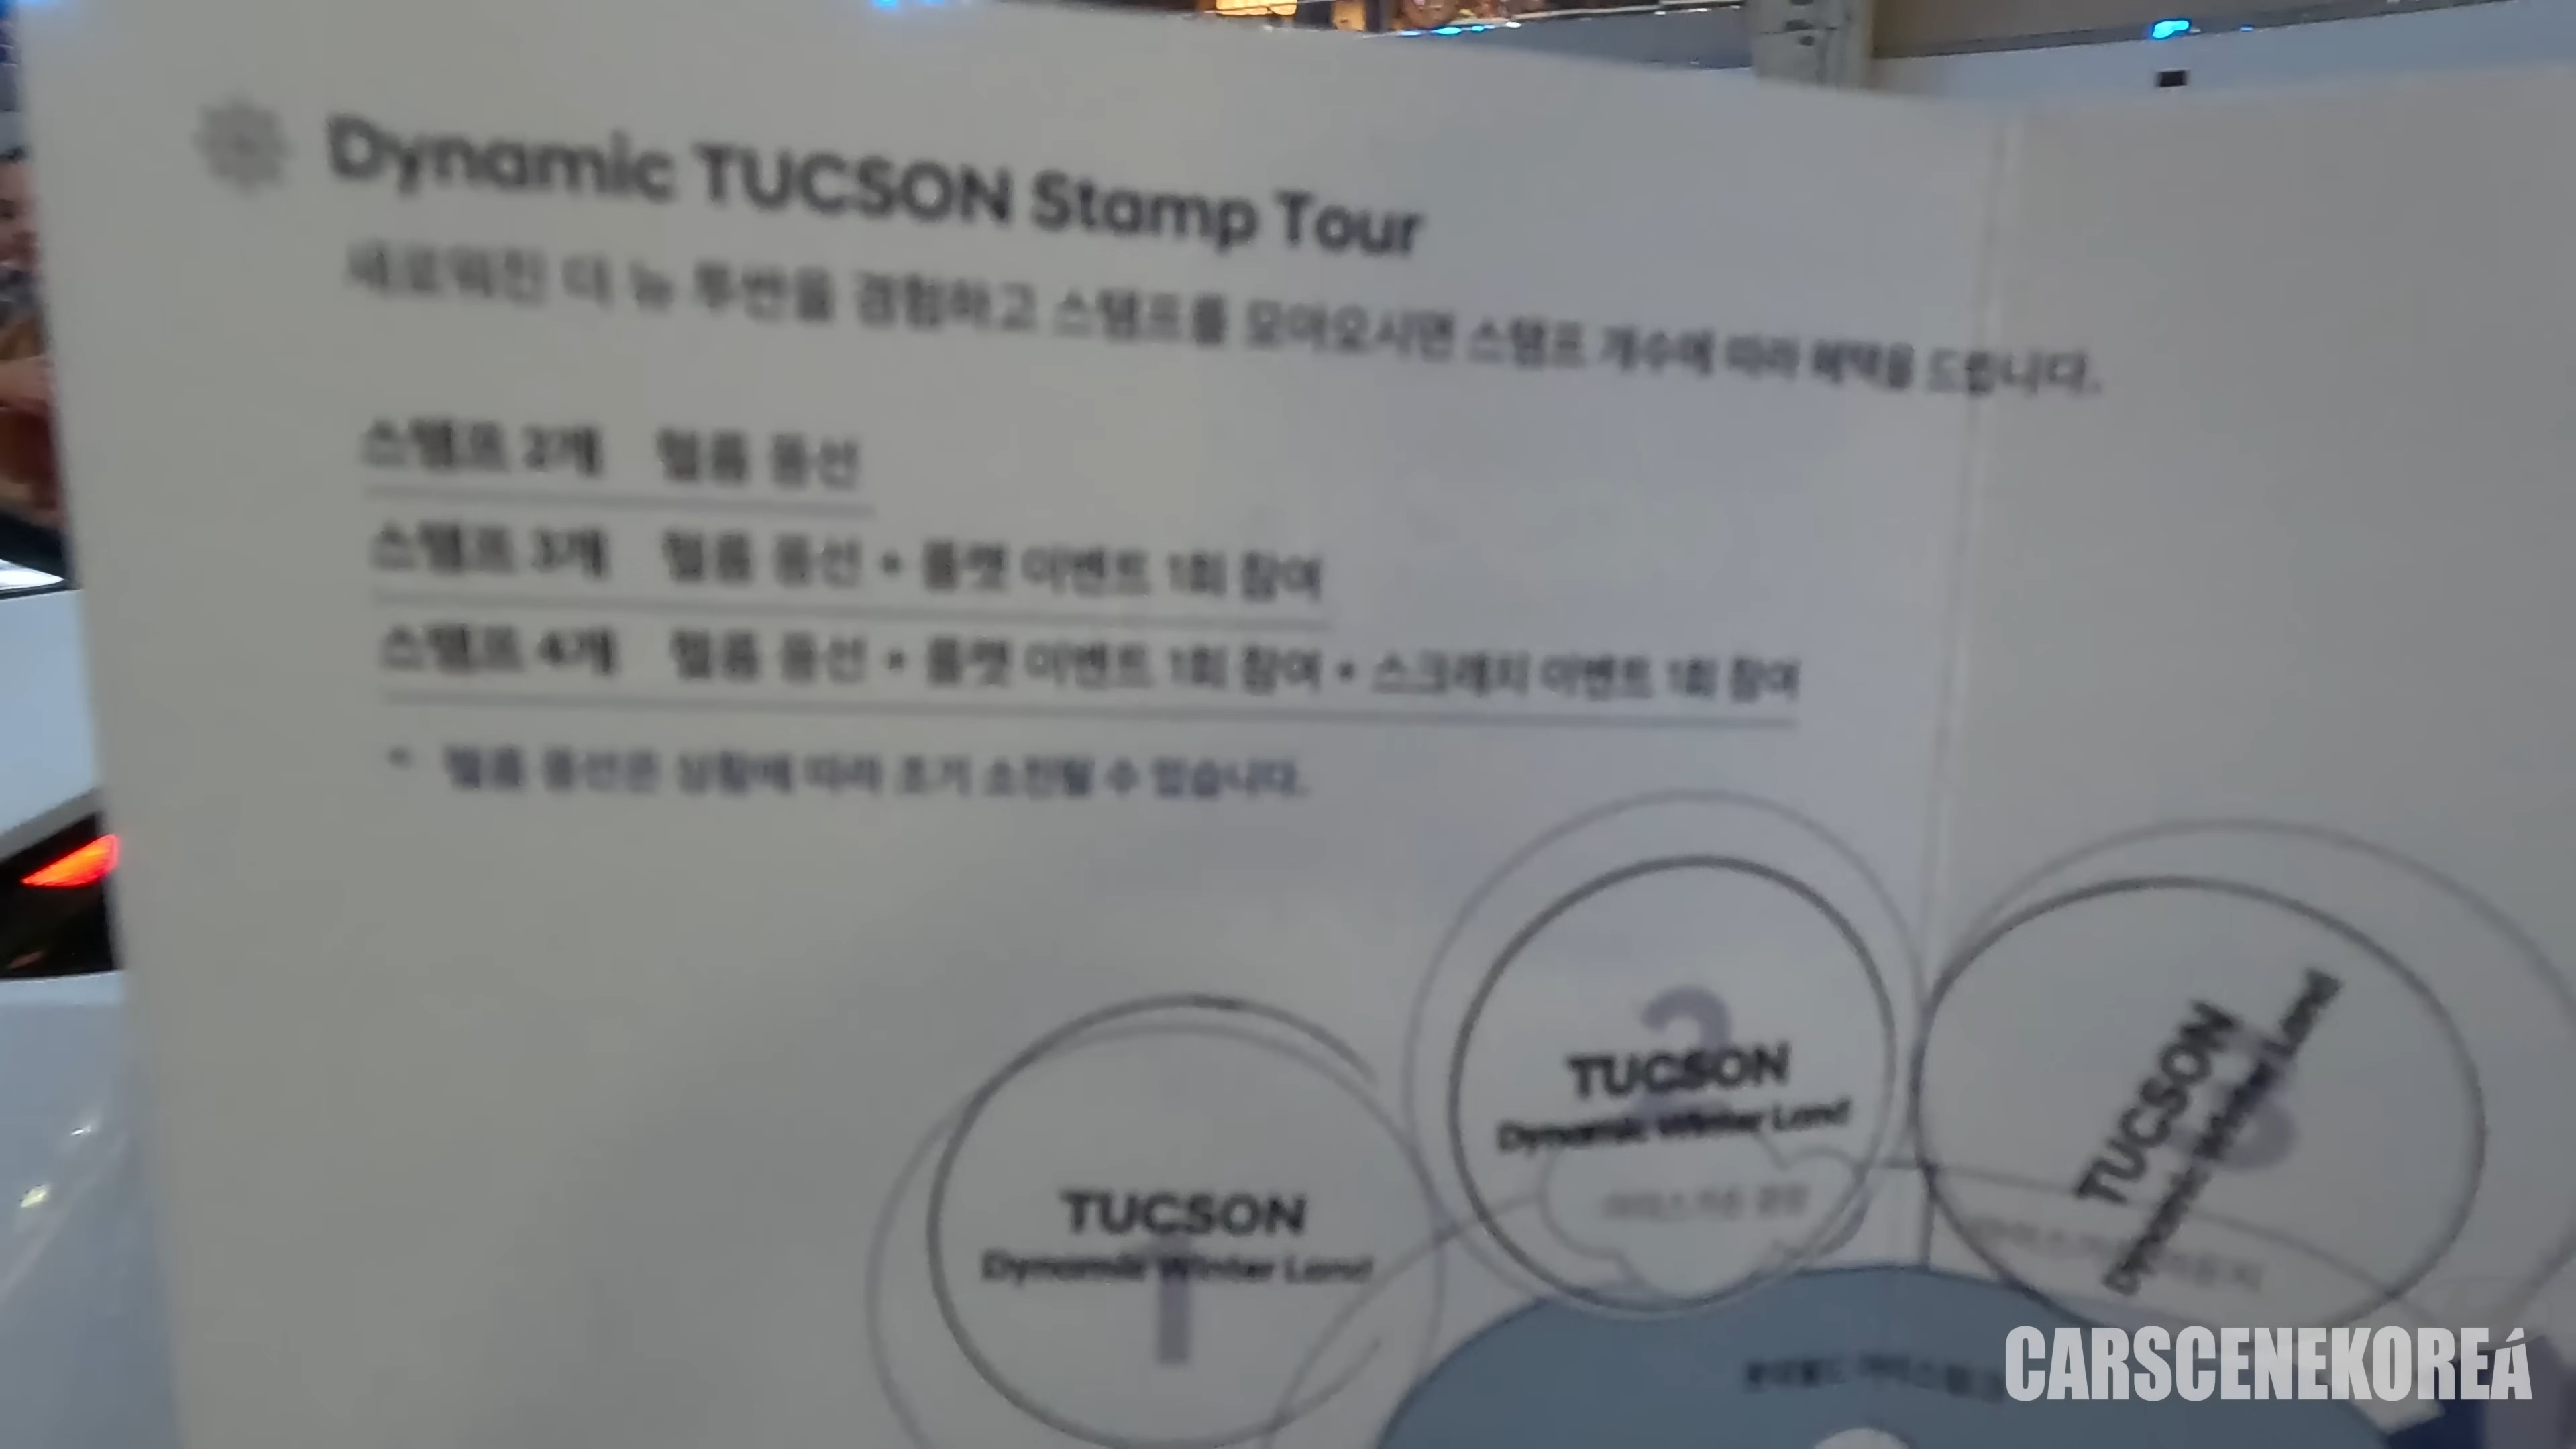 Dynamic TUCSON Stamp Tour
새로워진 더 뉴 투싼을 경험하고 스탬프를 모아오시면 스탬프 개수에 따라 혜택을 드립니다.
스탬프 2개 헬륨 풍선
스탬프 3개 헬륨 풍선 + 룰렛 이벤트 1회 참여
스탬프 4개 헬륨 풍선 + 룰렛 이벤트 1회 참여 + 스크래치 이벤트 1회 참여
* 헬륨 풍선은 상황에 따라 조기 소진될 수 있습니다.
2
TUCSON
Dynamic Winter Land
TUCSON
Dynamic Winter Land
TUCSON
Dynamic Winter Land
1
CARSCENEKOREA